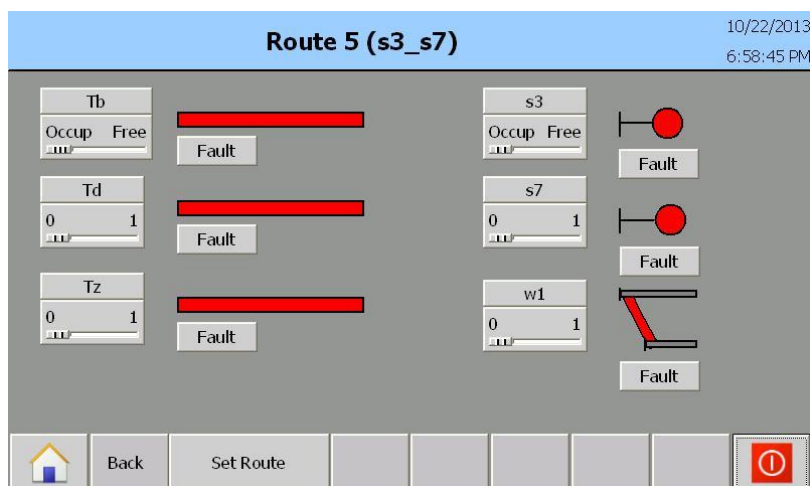 Route 5 (s3_s7)
10/22/2013
6:58:45 PM
Tb
Occup Free
Fault
s3
Occup Free
Fault
Td
0 1
Fault
s7
0 1
Fault
Tz
0 1
Fault
w1
0 1
Fault
Back
Set Route